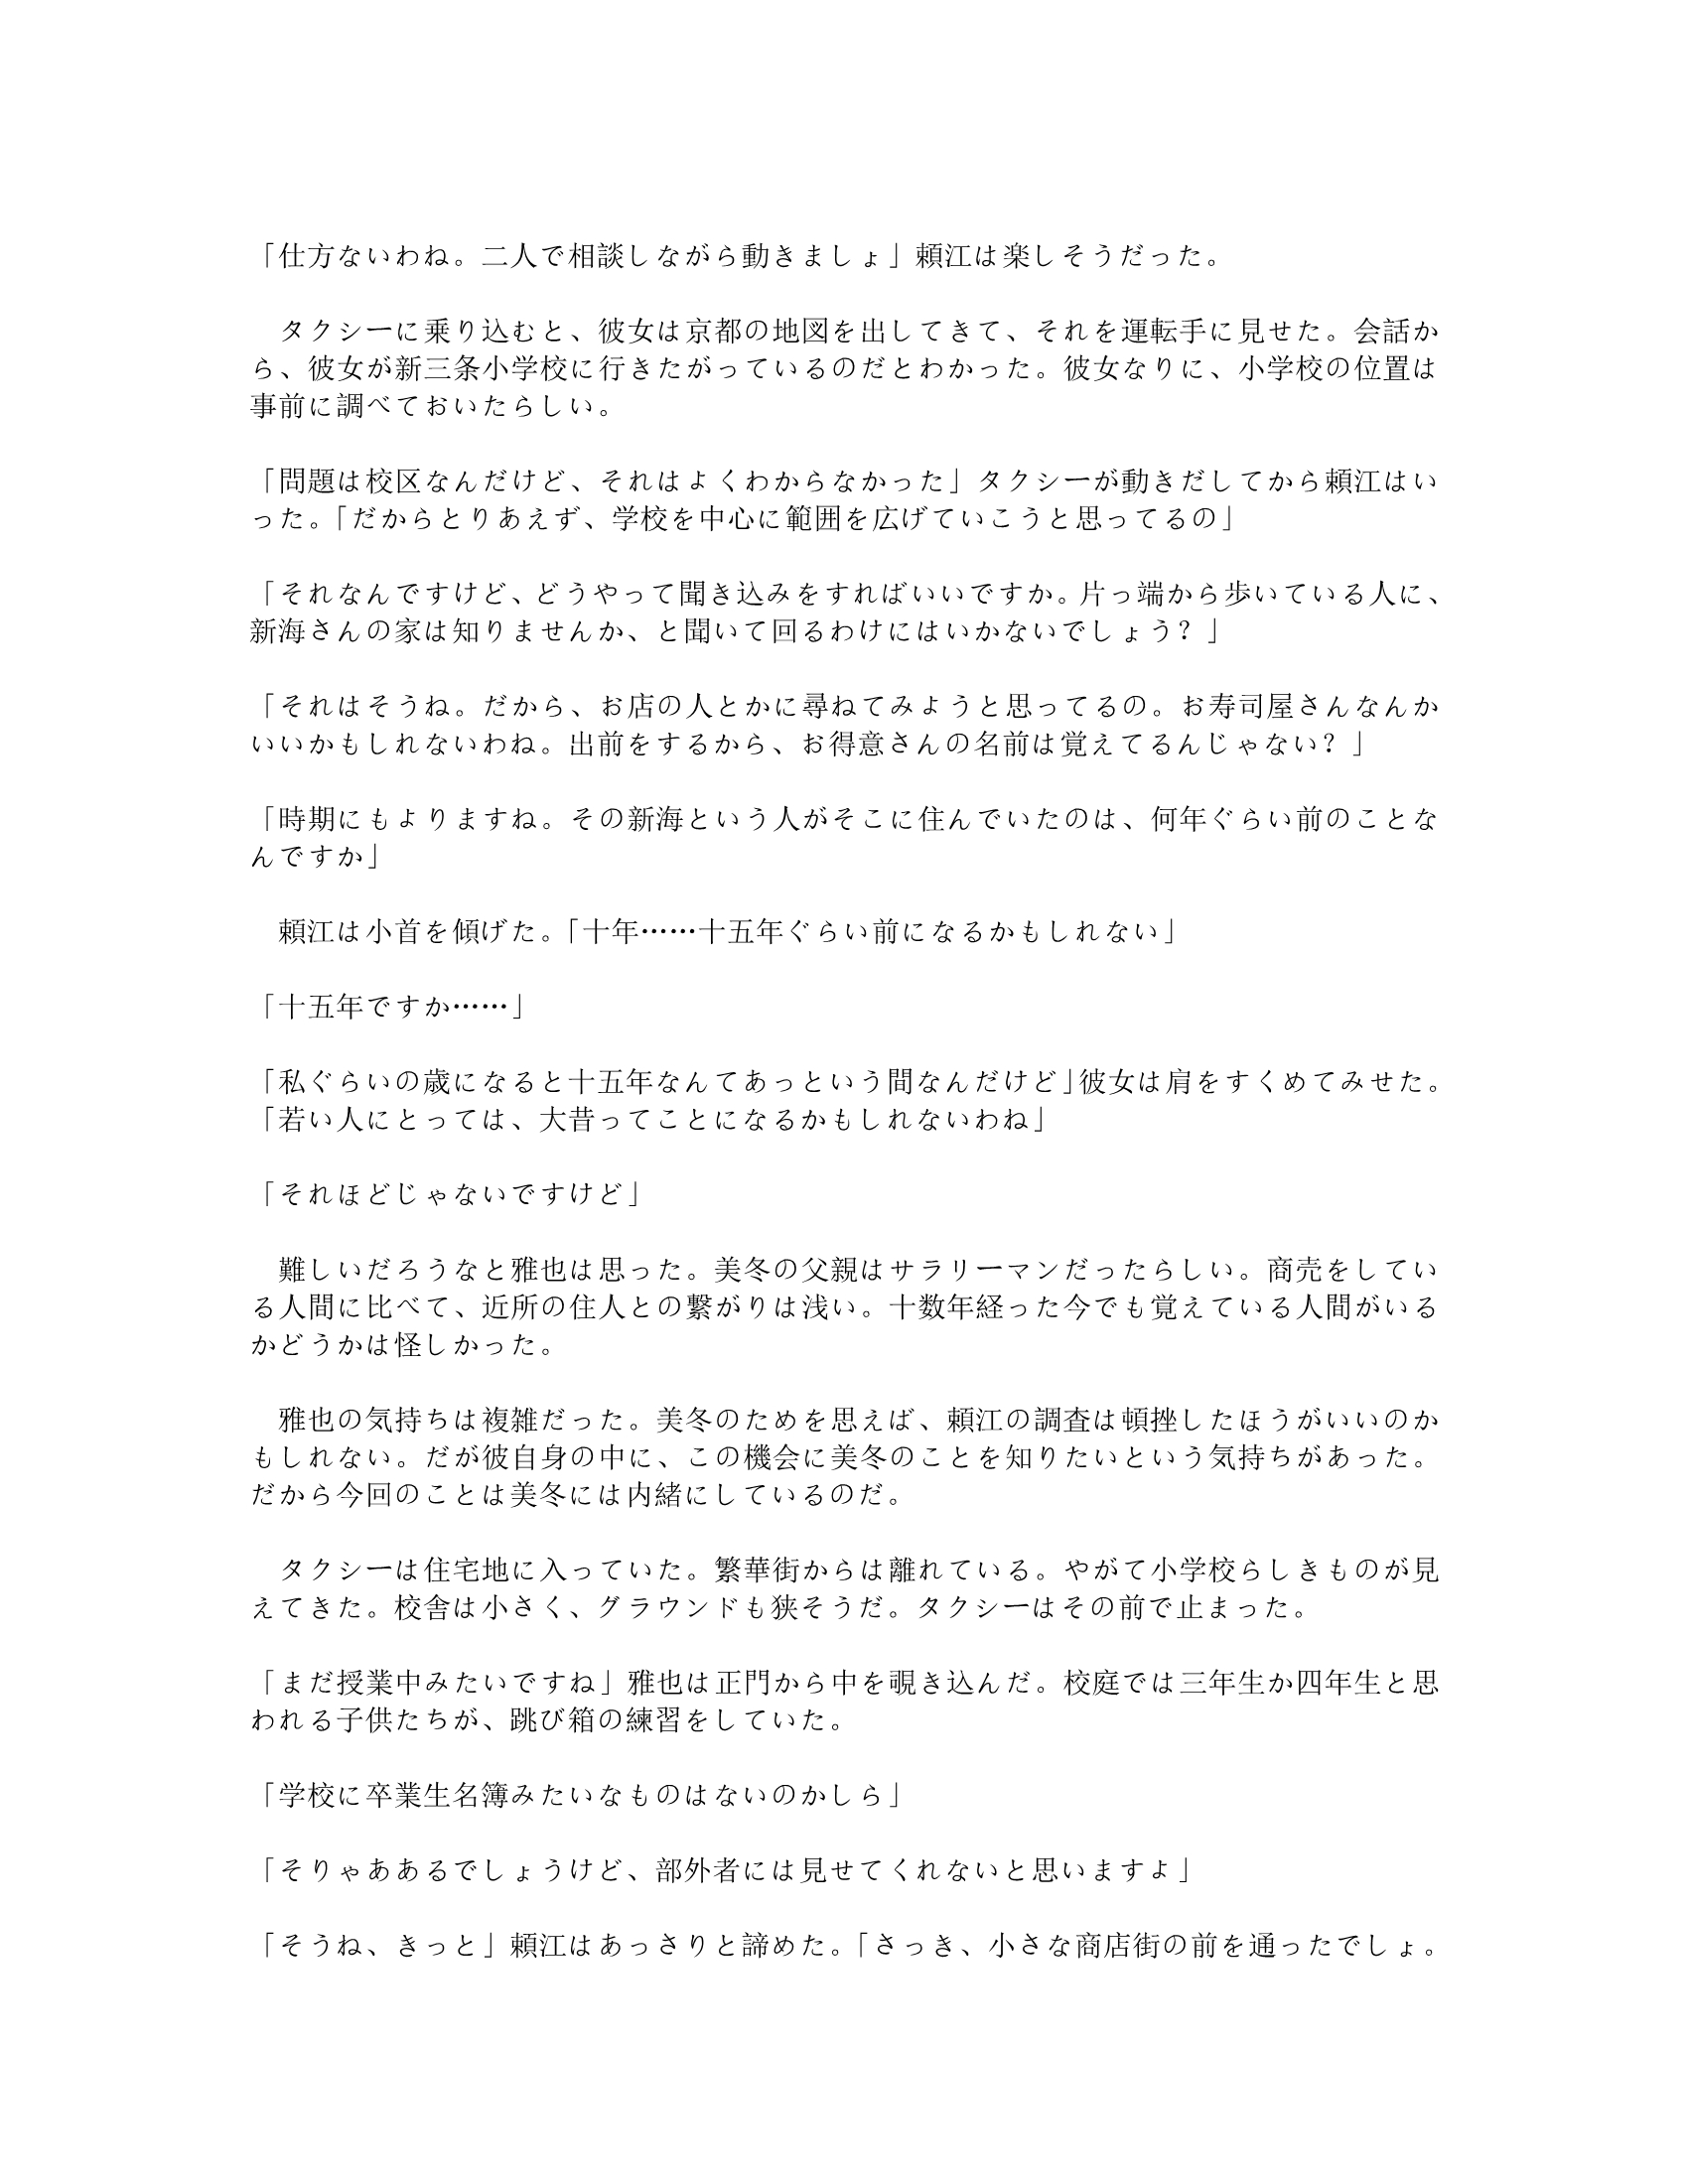 「仕方ないわね。二人で相談しながら動きましょ」頼江は楽しそうだった。
　タクシーに乗り込むと、彼女は京都の地図を出してきて、それを運転手に見せた。会話か
ら、彼女が新三条小学校に行きたがっているのだとわかった。彼女なりに、小学校の位置は
事前に調べておいたらしい。
「問題は校区なんだけど、それはよくわからなかった」タクシーが動きだしてから頼江はい
った。「だからとりあえず、学校を中心に範囲を広げていこうと思ってるの」
「それなんですけど、どうやって聞き込みをすればいいですか。片っ端から歩いている人に、
新海さんの家は知りませんか、と聞いて回るわけにはいかないでしょう？」
「それはそうね。だから、お店の人とかに尋ねてみようと思ってるの。お寿司屋さんなんか
いいかもしれないわね。出前をするから、お得意さんの名前は覚えてるんじゃない？」
「時期にもよりますね。その新海という人がそこに住んでいたのは、何年ぐらい前のことな
んですか」
　頼江は小首を傾げた。「十年……十五年ぐらい前になるかもしれない」
「十五年ですか……」
「私ぐらいの歳になると十五年なんてあっという間なんだけど」彼女は肩をすくめてみせた。
「若い人にとっては、大昔ってことになるかもしれないわね」
「それほどじゃないですけど」
　難しいだろうなと雅也は思った。美冬の父親はサラリーマンだったらしい。商売をしてい
る人間に比べて、近所の住人との繋がりは浅い。十数年経った今でも覚えている人間がいる
かどうかは怪しかった。
　雅也の気持ちは複雑だった。美冬のためを思えば、頼江の調査は頓挫したほうがいいのか
もしれない。だが彼自身の中に、この機会に美冬のことを知りたいという気持ちがあった。
だから今回のことは美冬には内緒にしているのだ。
　タクシーは住宅地に入っていた。繁華街からは離れている。やがて小学校らしきものが見
えてきた。校舎は小さく、グラウンドも狭そうだ。タクシーはその前で止まった。
「まだ授業中みたいですね」雅也は正門から中を覗き込んだ。校庭では三年生か四年生と思
われる子供たちが、跳び箱の練習をしていた。
「学校に卒業生名簿みたいなものはないのかしら」
「そりゃああるでしょうけど、部外者には見せてくれないと思いますよ」
「そうね、きっと」頼江はあっさりと諦めた。「さっき、小さな商店街の前を通ったでしょ。